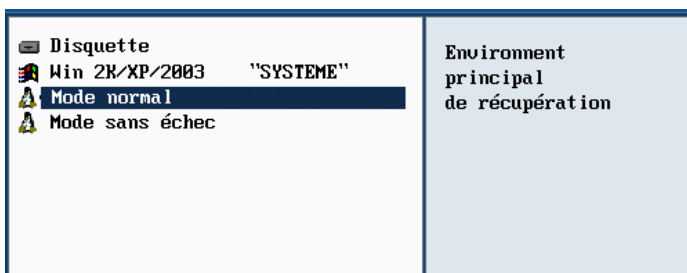 Disquette
Win 2K/XP/2003 "SYSTEME"
Mode normal
Mode sans échec
Environment
principal
de récupération